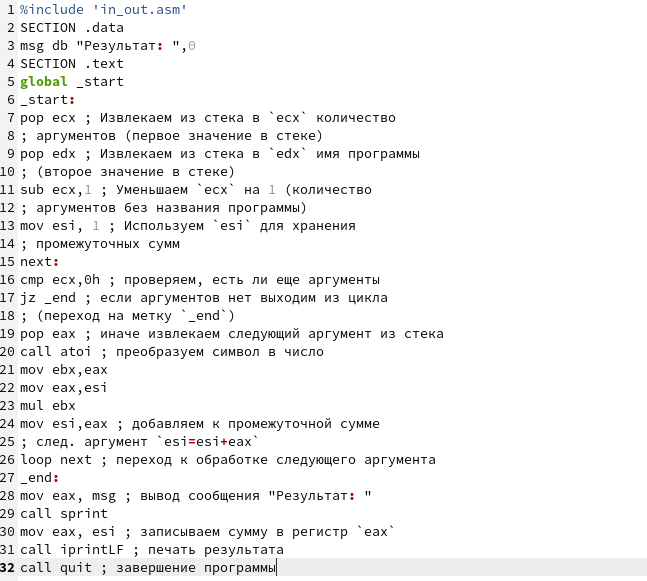 1 %include 'in_out.asm'
2 SECTION .data
3 msg db "Результат: ",0
4 SECTION .text
5 global _start
6 _start:
7 pop ecx ; Извлекаем из стека в `ecx` количество
8 ; аргументов (первое значение в стеке)
9 pop edx ; Извлекаем из стека в `edx` имя программы
10 ; (второе значение в стеке)
11 sub ecx,1 ; Уменьшаем `ecx` на 1 (количество
12 ; аргументов без названия программы)
13 mov esi, 1 ; Используем `esi` для хранения
14 ; промежуточных сумм
15 next:
16 cmp ecx,0h ; проверяем, есть ли еще аргументы
17 jz _end ; если аргументов нет выходим из цикла
18 ; (переход на метку `_end`)
19 pop eax ; иначе извлекаем следующий аргумент из стека
20 call atoi ; преобразуем символ в число
21 mov ebx,eax
22 mov eax,esi
23 mul ebx
24 mov esi,eax ; добавляем к промежуточной сумме
25 ; след. аргумент `esi=esi+eax`
26 loop next ; переход к обработке следующего аргумента
27 _end:
28 mov eax, msg ; вывод сообщения "Результат: "
29 call sprint
30 mov eax, esi ; записываем сумму в регистр `eax`
31 call iprintLF ; печать результата
32 call quit ; завершение программы